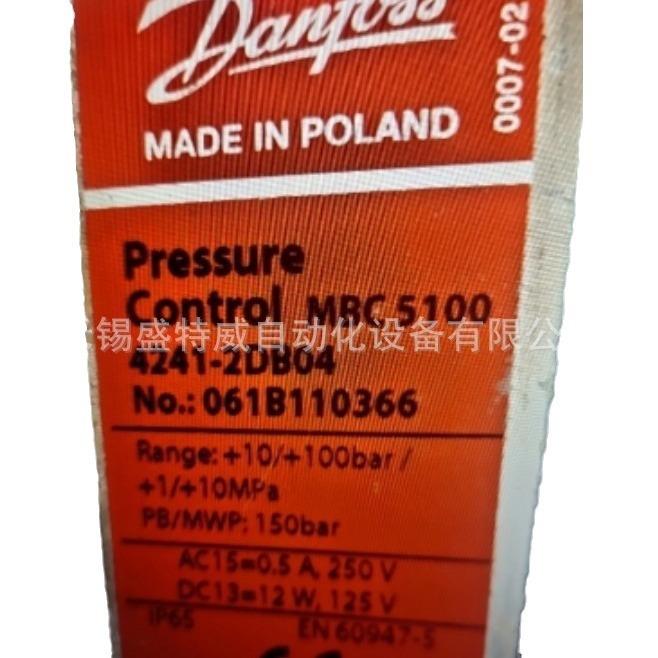 Danfoss
MADE IN POLAND
0007-02
Pressure
Control MBC 5100
锡盛特威自动化设备有限公
4241-2DB04
No.: 061B110366
Range: +10/+100bar /
+1/+10MPa
PB/MWP: 150bar
AC15=0.5 A, 250 V
DC13=12 W, 125 V
IP65 EN 60947-5